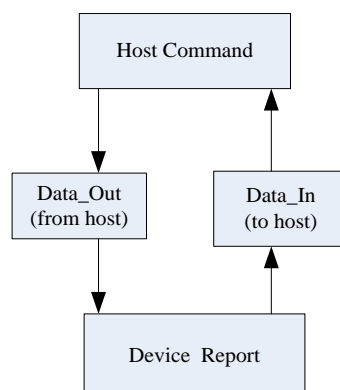 Host Command
Data_Out
(from host)
Data_In
(to host)
Device Report